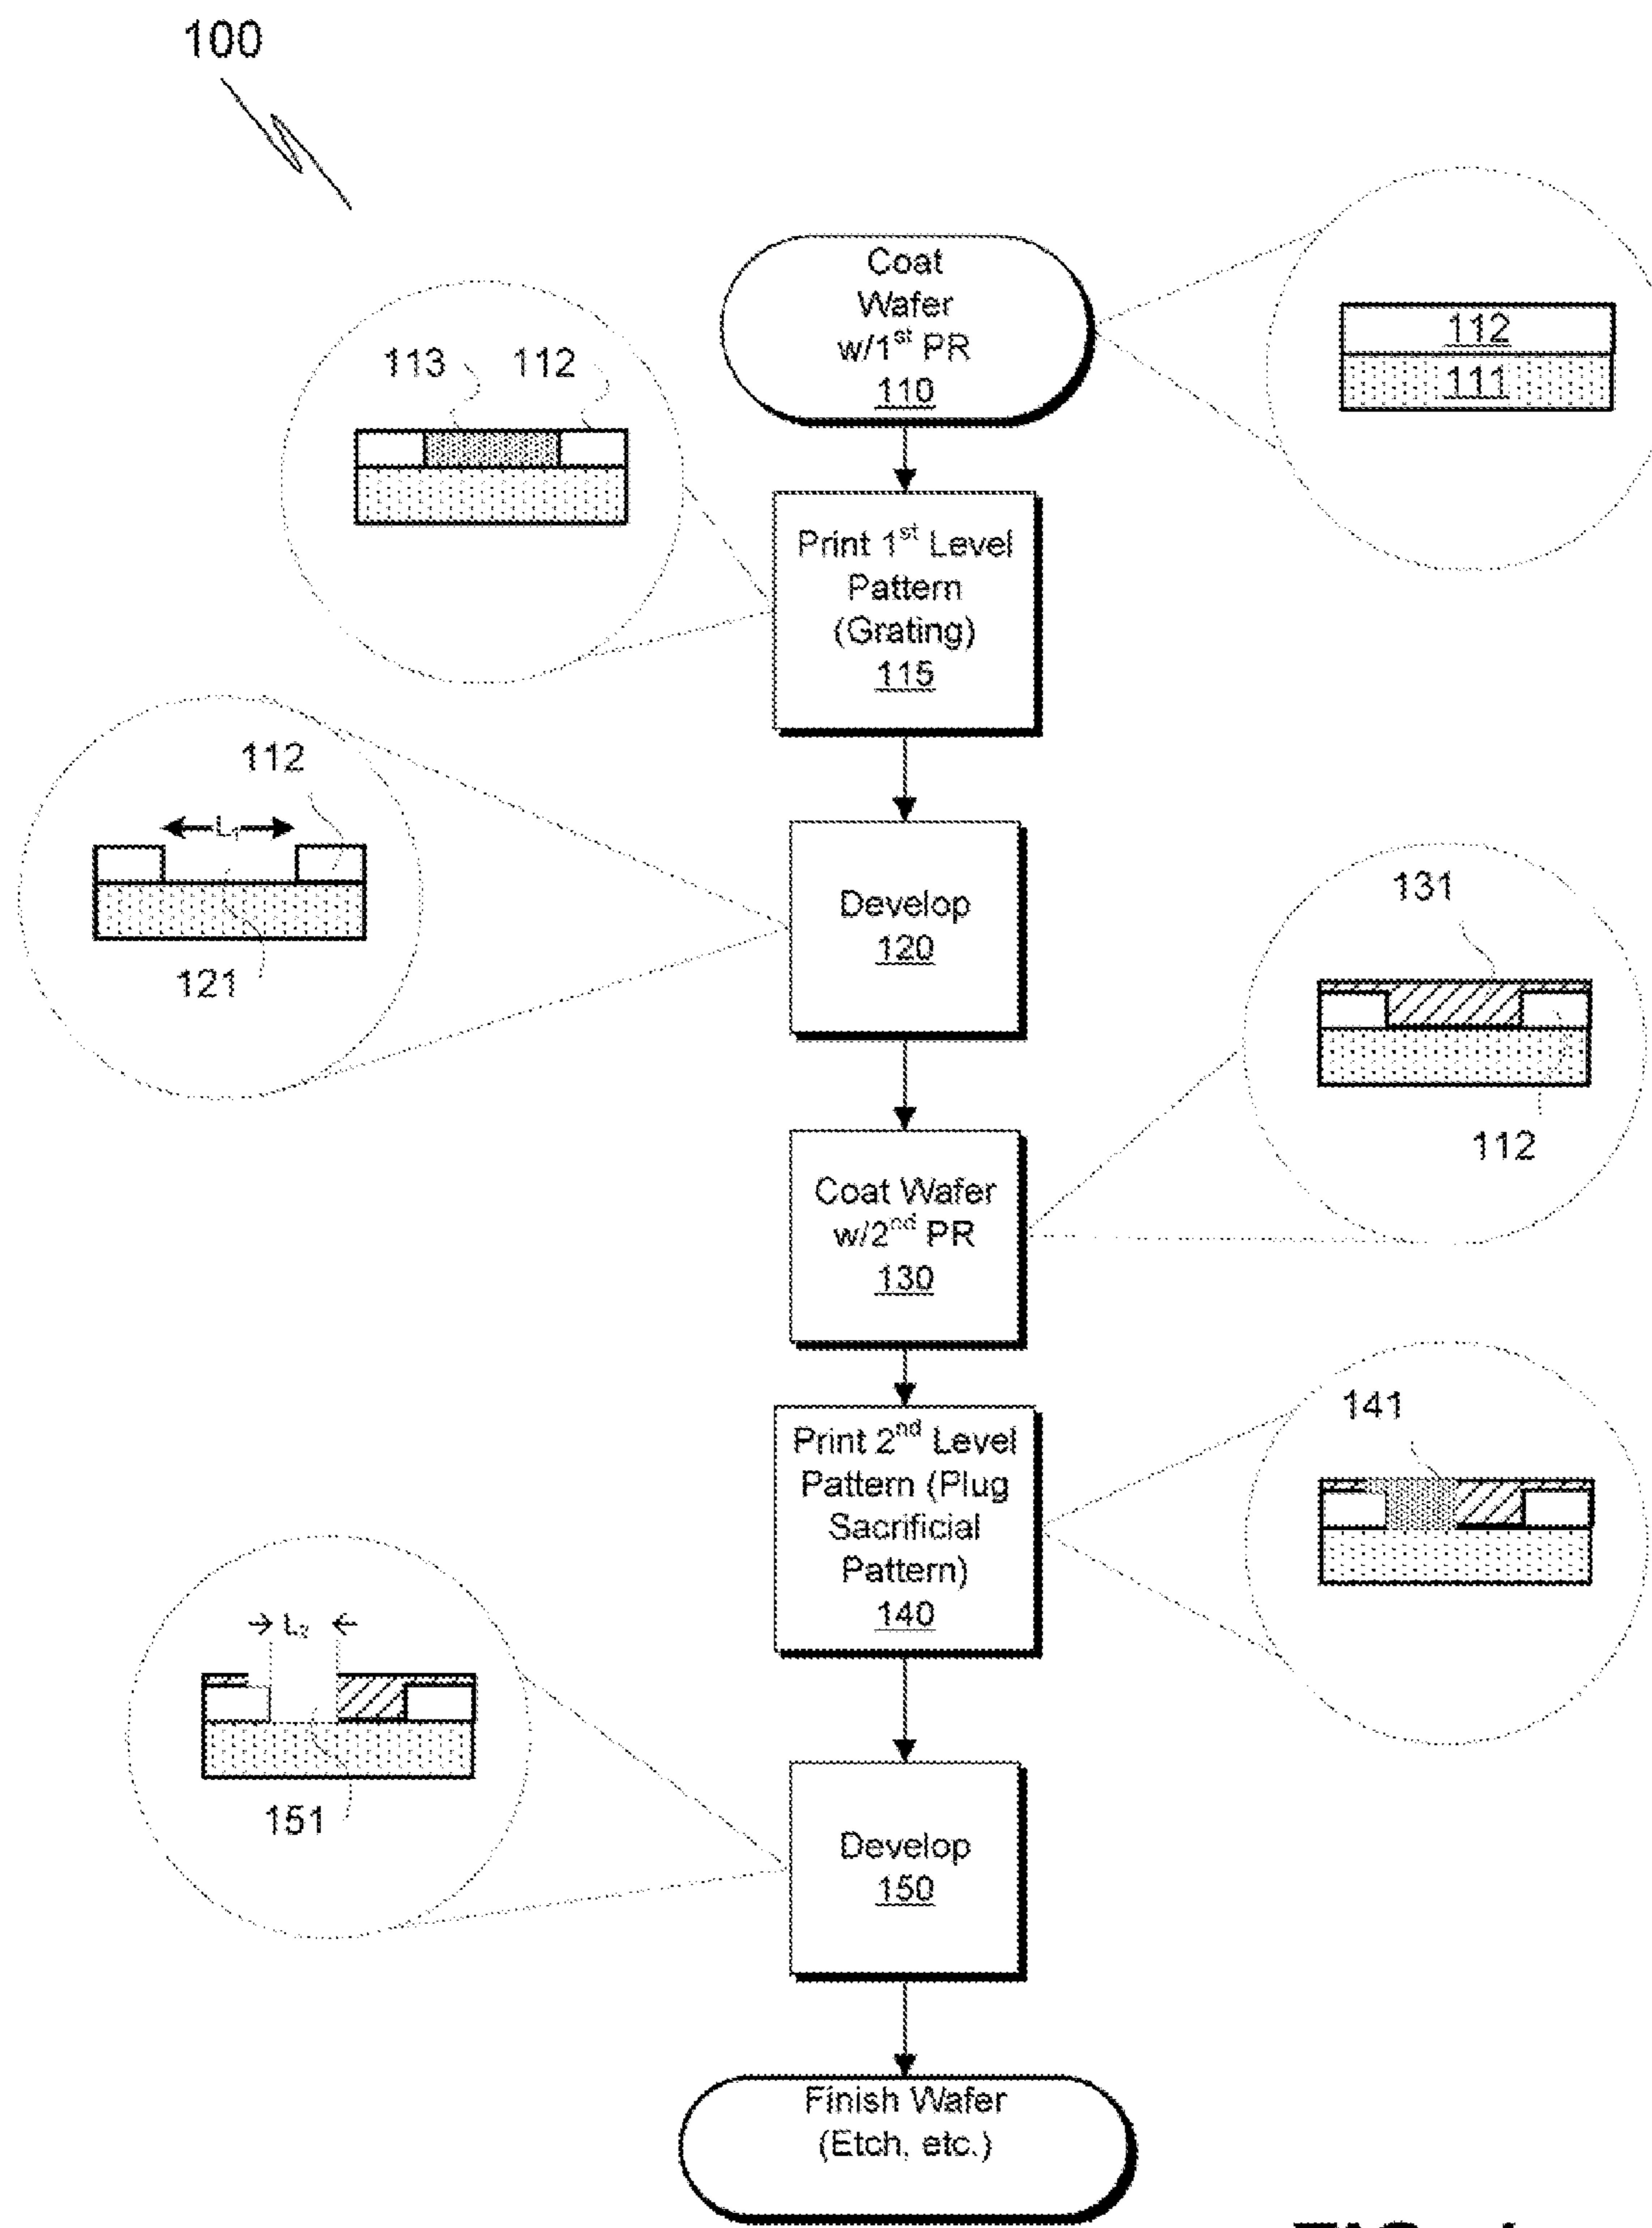 100
Coat
Wafer
w/1st PR
110
112
111
113 112
Print 1st Level
Pattern
(Grating)
115
112
L1
121
Develop
120
131
112
Coat Wafer
w/2nd PR
130
141
Print 2nd Level
Pattern (Plug
Sacrificial
Pattern)
140
L2
151
Develop
150
Finish Wafer
(Etch, etc.)